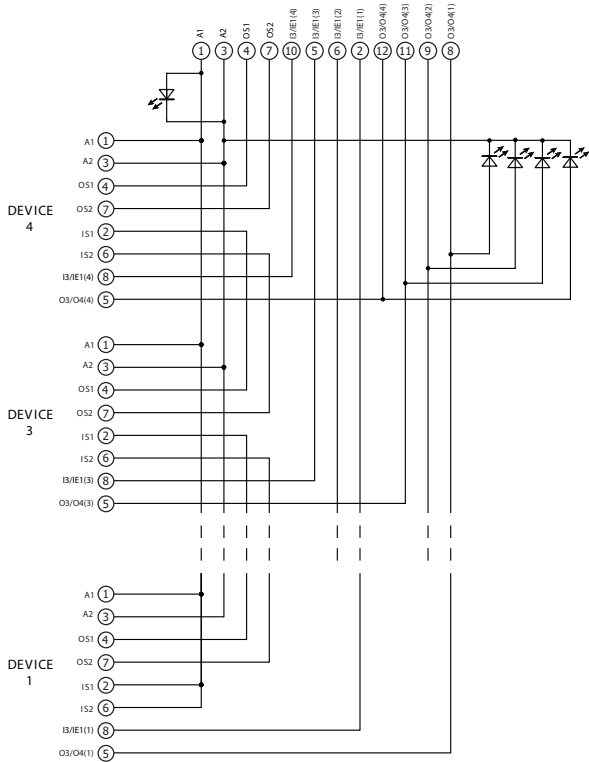 A1
A2
OS1
OS2
I3/IE1(4)
I3/IE1(3)
I3/IE1(2)
I3/IE1(1)
O3/O4(4)
O3/O4(3)
O3/O4(2)
O3/O4(1)
1 3 4 7 10 5 6 2 12 11 9 8
A1 1
A2 3
OS1 4
DEVICE
4
OS2 7
IS1 2
IS2 6
I3/IE1(4) 8
O3/O4(4) 5
A1 1
A2 3
OS1 4
DEVICE
3
OS2 7
IS1 2
IS2 6
I3/IE1(3) 8
O3/O4(3) 5
A1 1
A2 3
OS1 4
DEVICE
1
OS2 7
IS1 2
IS2 6
I3/IE1(1) 8
O3/O4(1) 5